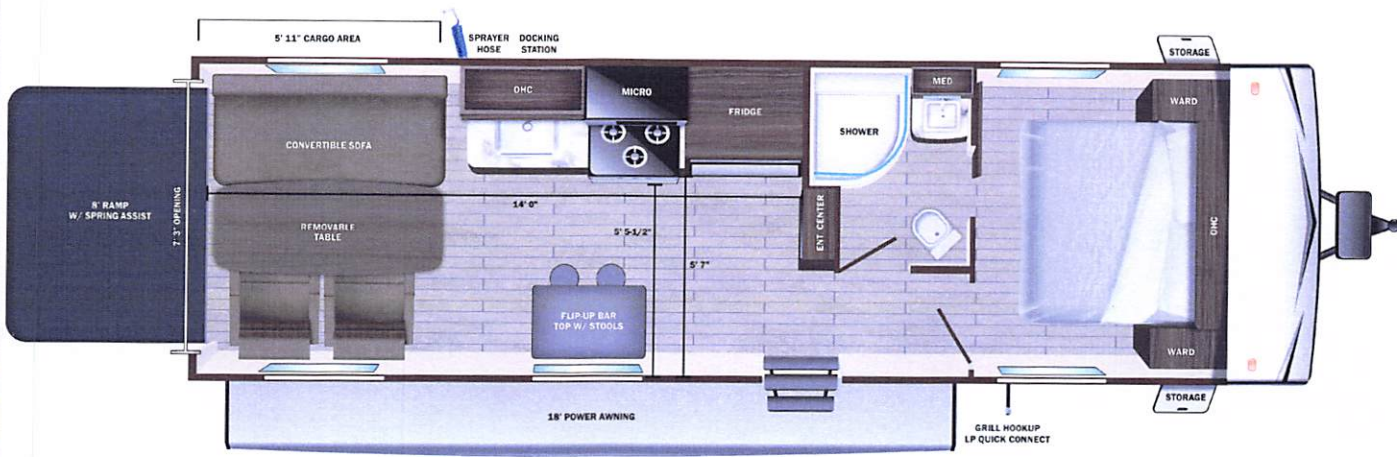 5' 11" CARGO AREA
SPRAYER
HOSE
DOCKING
STATION
STORAGE
OHC
MICRO
FRIDGE
SHOWER
MED
WARD
CONVERTIBLE SOFA
8' RAMP
W/ SPRING ASSIST
7' 3" OPENING
14' 0"
REMOVABLE
TABLE
5' 5-1/2"
5' 7"
ENT CENTER
OHC
FLIP-UP BAR
TOP W/ STOOLS
WARD
STORAGE
18' POWER AWNING
GRILL HOOKUP
LP QUICK CONNECT